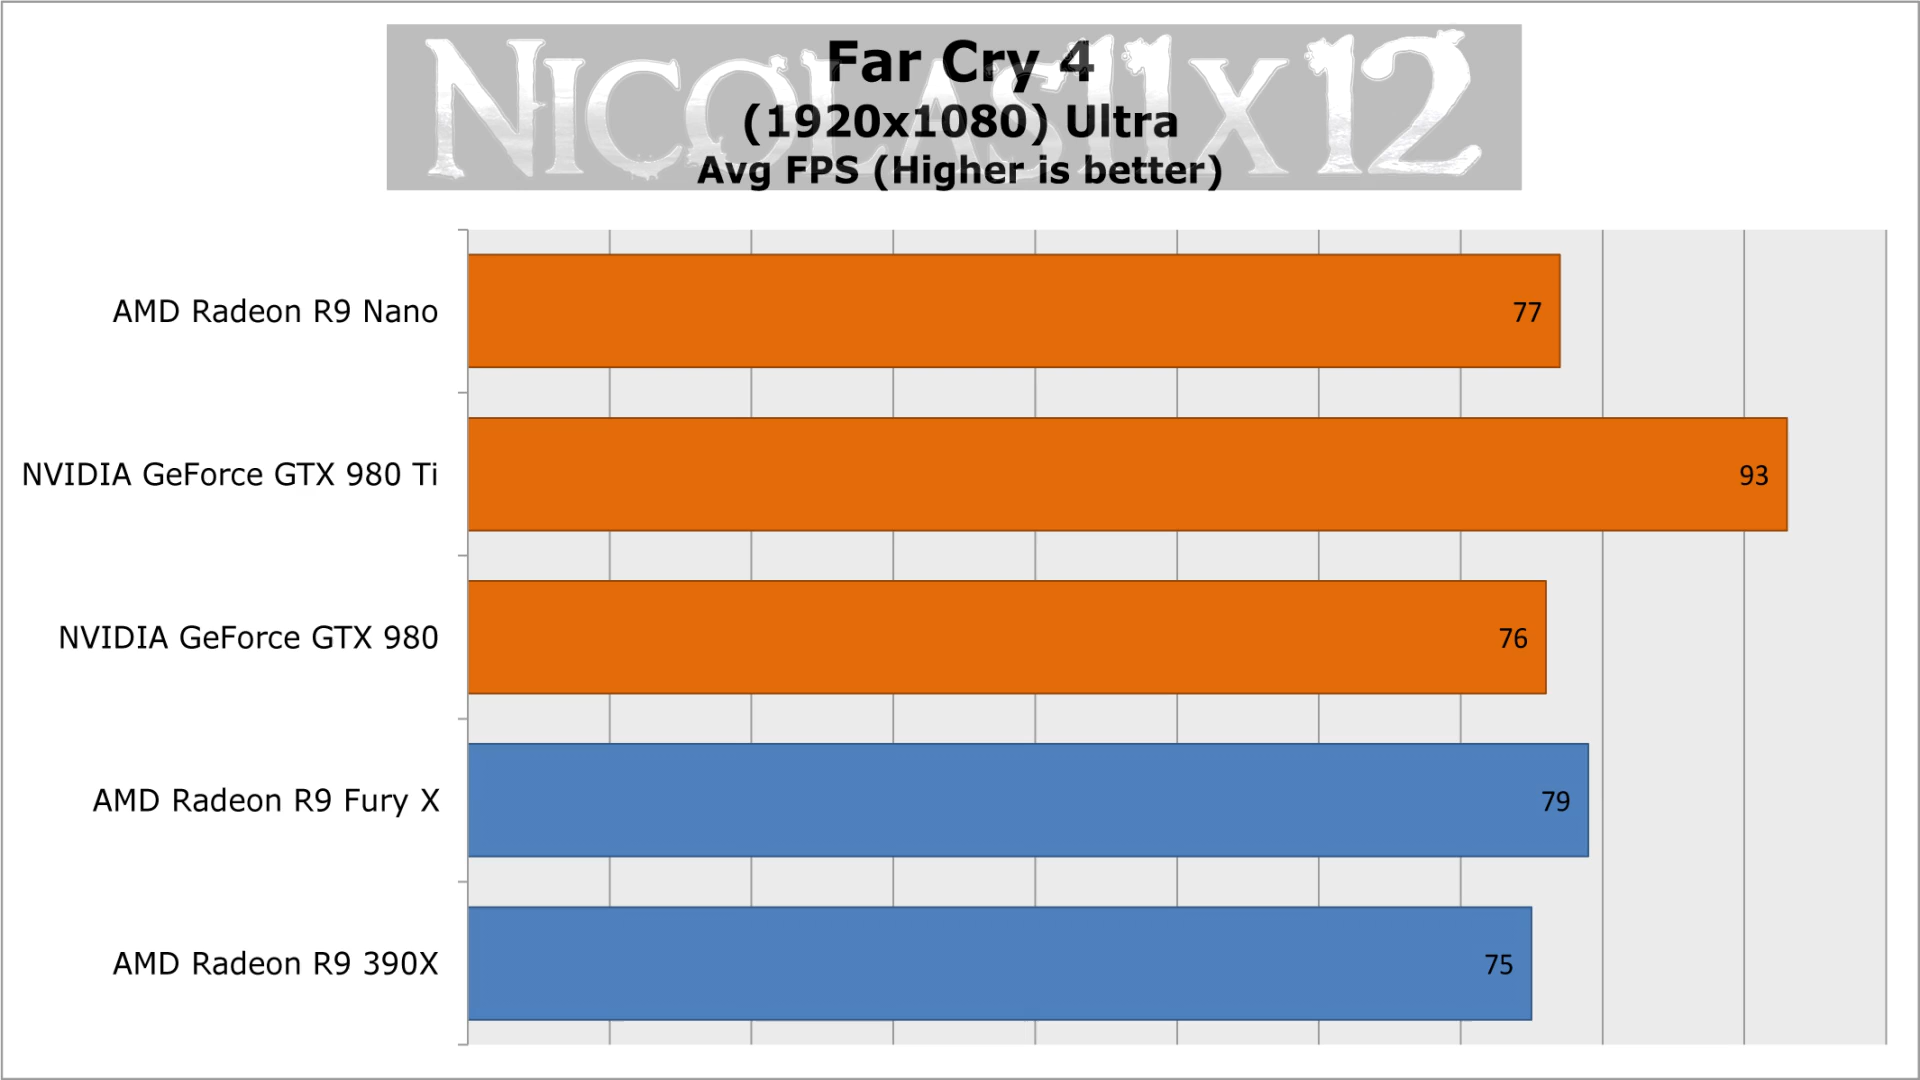 Nicolas11x12
Far Cry 4
(1920x1080) Ultra
Avg FPS (Higher is better)
AMD Radeon R9 Nano
77
NVIDIA GeForce GTX 980 Ti
93
NVIDIA GeForce GTX 980
76
AMD Radeon R9 Fury X
79
AMD Radeon R9 390X
75